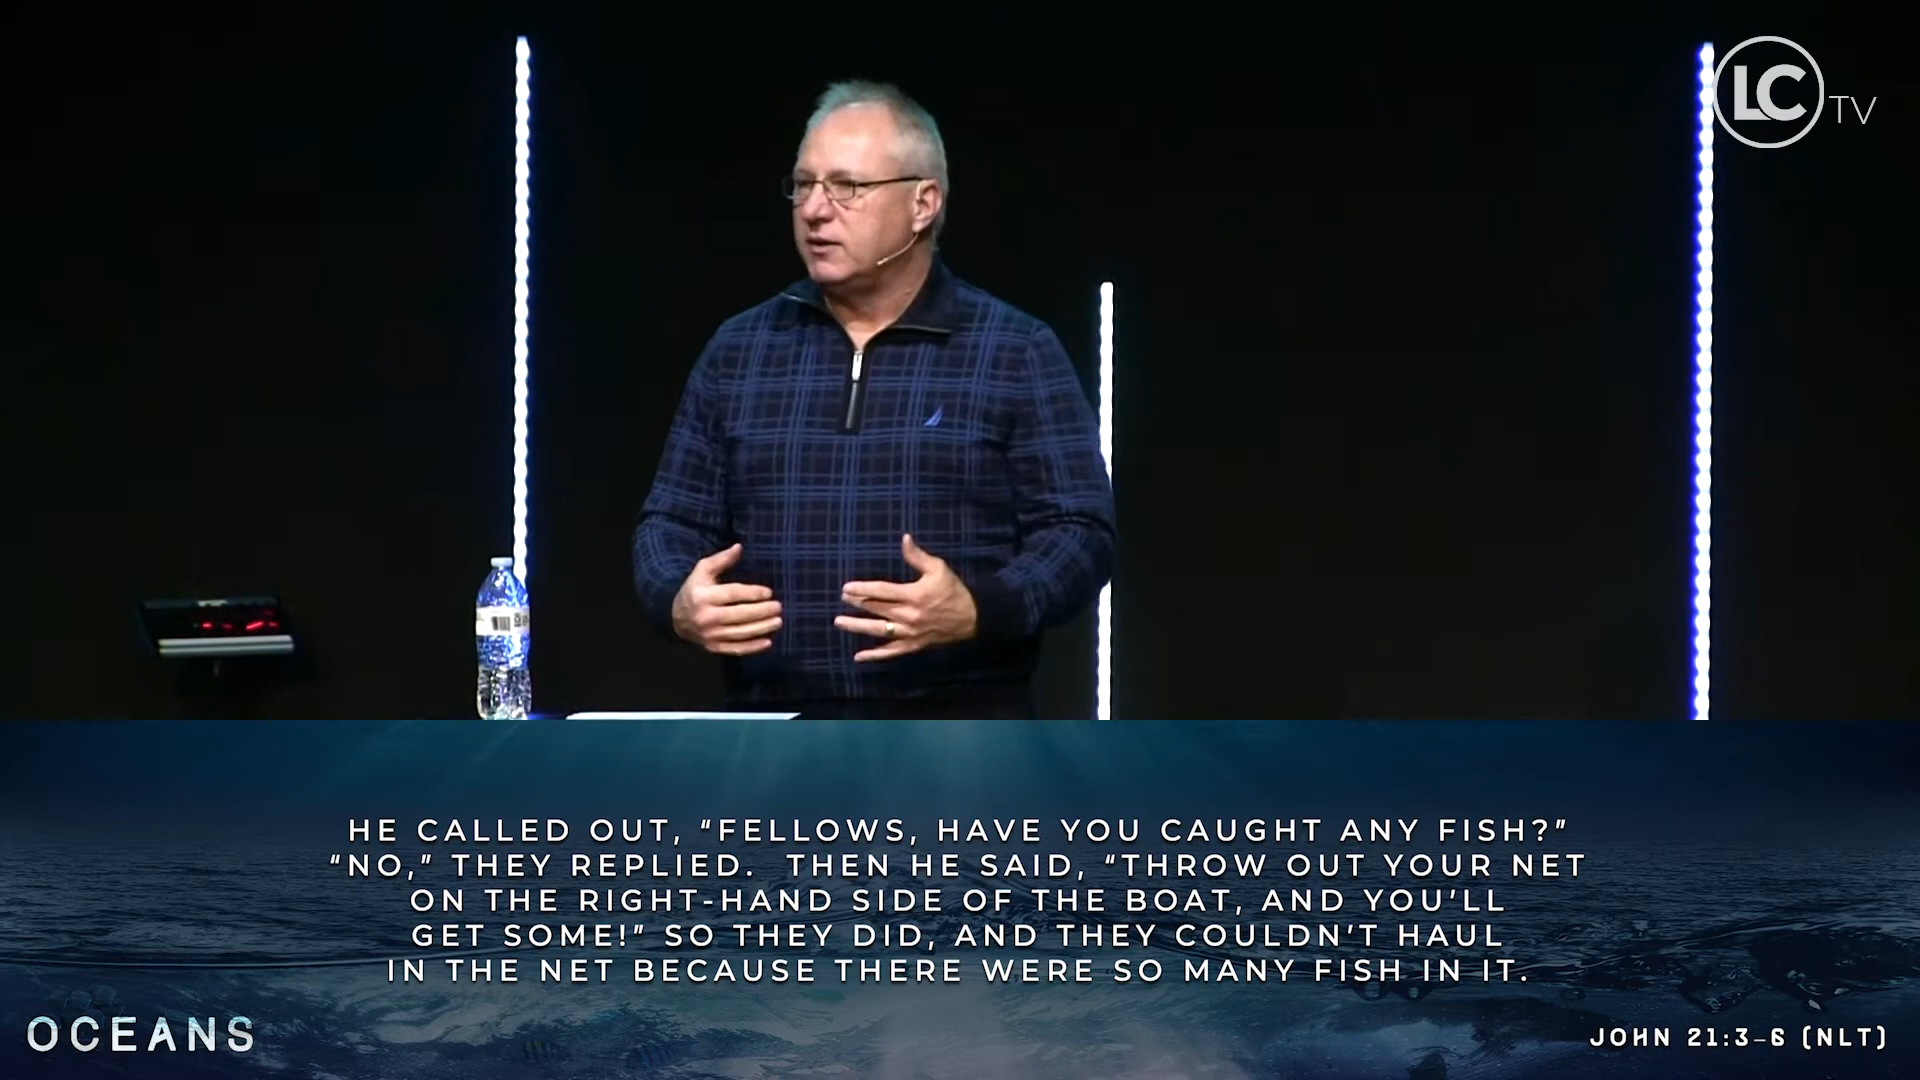 LC TV
HE CALLED OUT, “FELLOWS, HAVE YOU CAUGHT ANY FISH?”
“NO,” THEY REPLIED. THEN HE SAID, “THROW OUT YOUR NET
ON THE RIGHT-HAND SIDE OF THE BOAT, AND YOU’LL
GET SOME!” SO THEY DID, AND THEY COULDN’T HAUL
IN THE NET BECAUSE THERE WERE SO MANY FISH IN IT.
OCEANS
JOHN 21:3–6 (NLT)